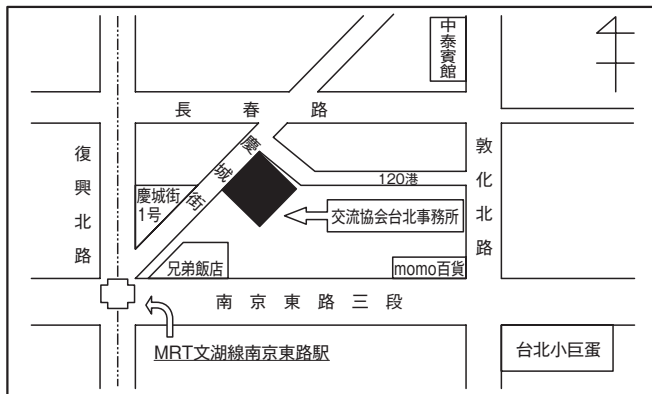 中泰賓館
長春路
復興北路
慶城街
敦化北路
120港
慶城街
1号
交流協会台北事務所
兄弟飯店
momo百貨
南京東路三段
MRT文湖線南京東路駅
台北小巨蛋